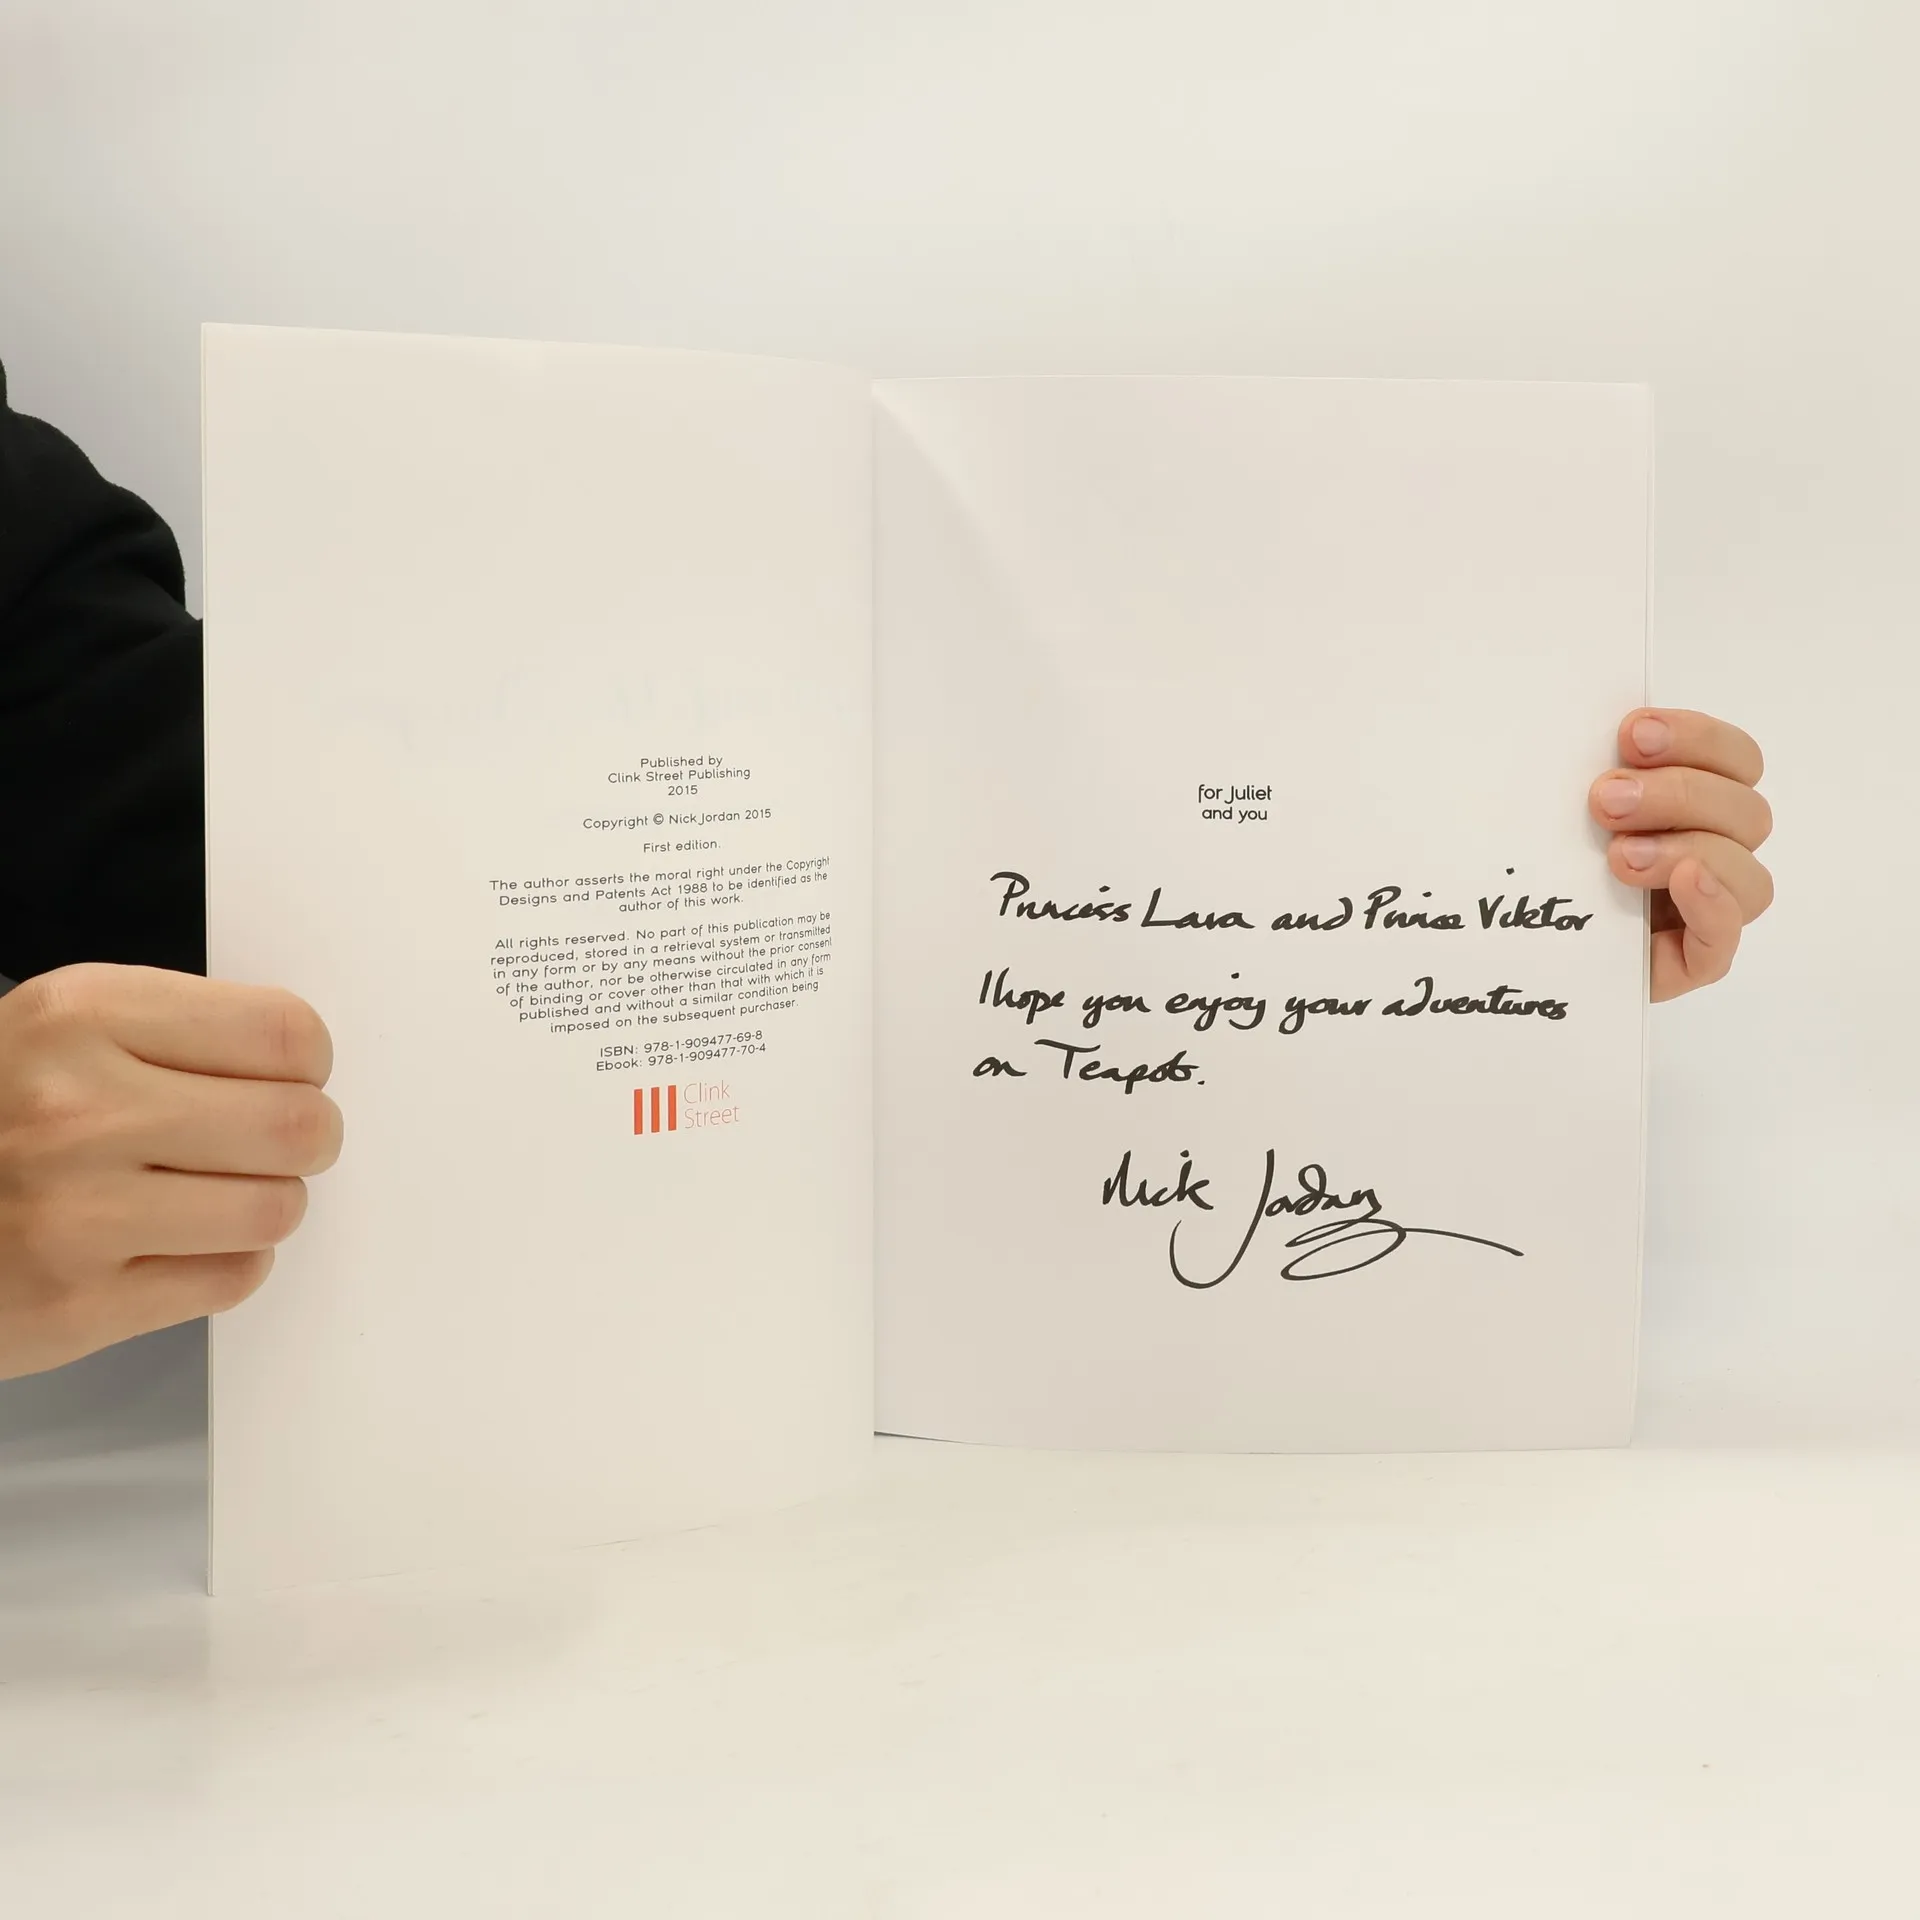 Published by
Clink Street Publishing
2015
Copyright © Nick Jordan 2015
First edition.
The author asserts the moral right under the Copyright
Designs and Patents Act 1988 to be identified as the
author of this work.
All rights reserved. No part of this publication may be
reproduced, stored in a retrieval system or transmitted
in any form or by any means without the prior consent
of the author, nor be otherwise circulated in any form
of binding or cover other than that with which it is
published and without a similar condition being
imposed on the subsequent purchaser.
ISBN: 978-1-909477-69-8
Ebook: 978-1-909477-70-4
Clink
Street
for Juliet
and you
Princess Lara and Prince Viktor
I hope you enjoy your adventures
on Teapots.
Nick Jordan